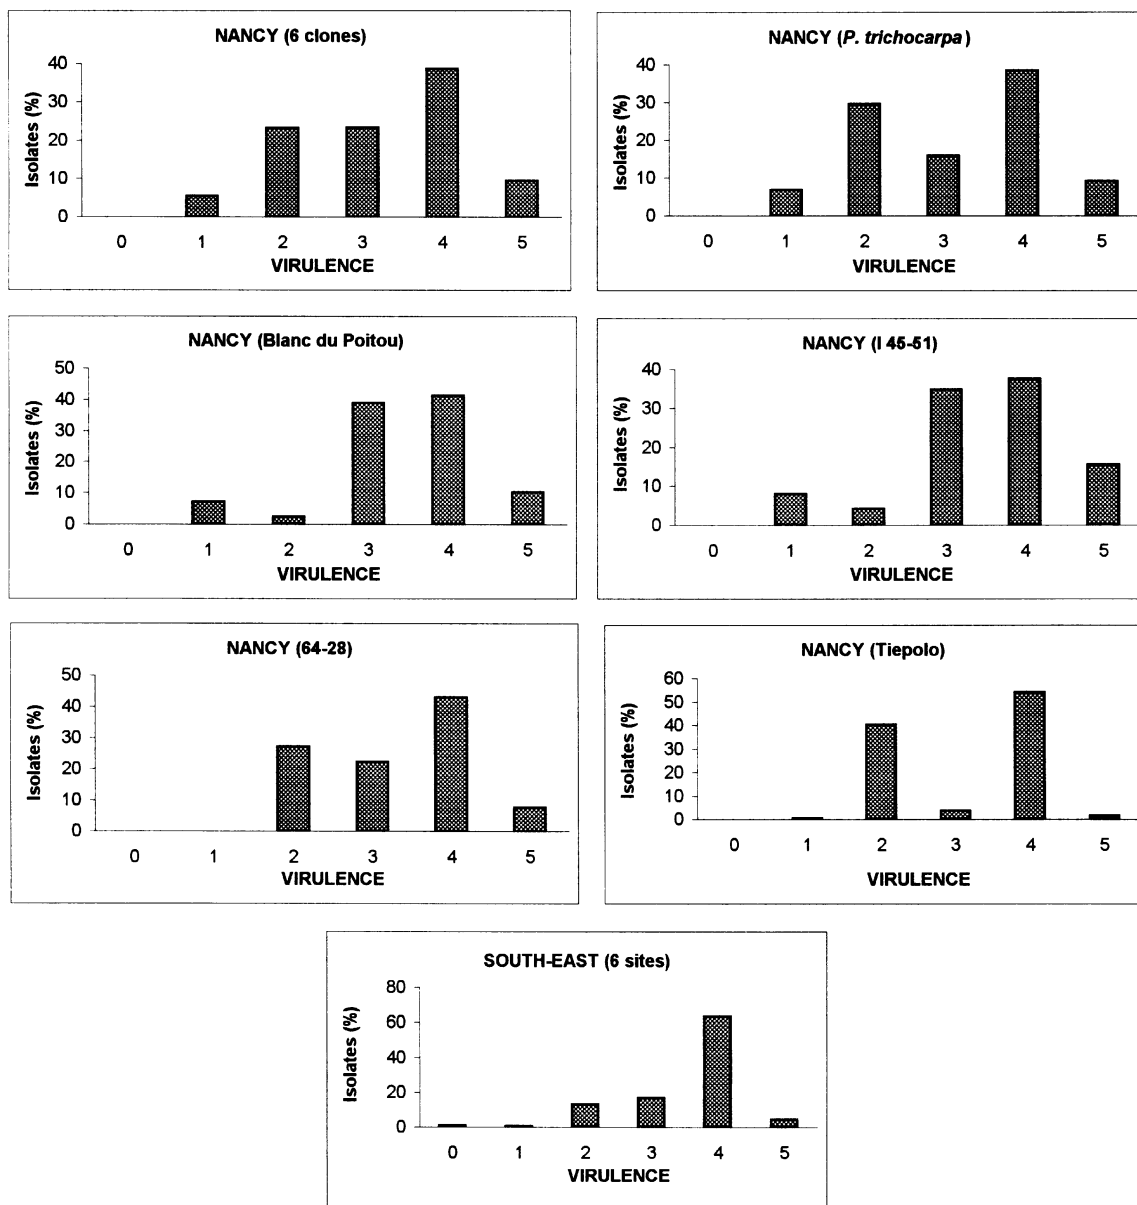 NANCY (6 clones)
Isolates (%)
40
30
20
10
0
0 1 2 3 4 5
VIRULENCE
NANCY (P. trichocarpa)
Isolates (%)
40
30
20
10
0
0 1 2 3 4 5
VIRULENCE
NANCY (Blanc du Poitou)
Isolates (%)
50
40
30
20
10
0
0 1 2 3 4 5
VIRULENCE
NANCY (I 45-51)
Isolates (%)
40
30
20
10
0
0 1 2 3 4 5
VIRULENCE
NANCY (64-28)
Isolates (%)
50
40
30
20
10
0
0 1 2 3 4 5
VIRULENCE
NANCY (Tiepolo)
Isolates (%)
60
50
40
30
20
10
0
0 1 2 3 4 5
VIRULENCE
SOUTH-EAST (6 sites)
Isolates (%)
80
60
40
20
0
0 1 2 3 4 5
VIRULENCE